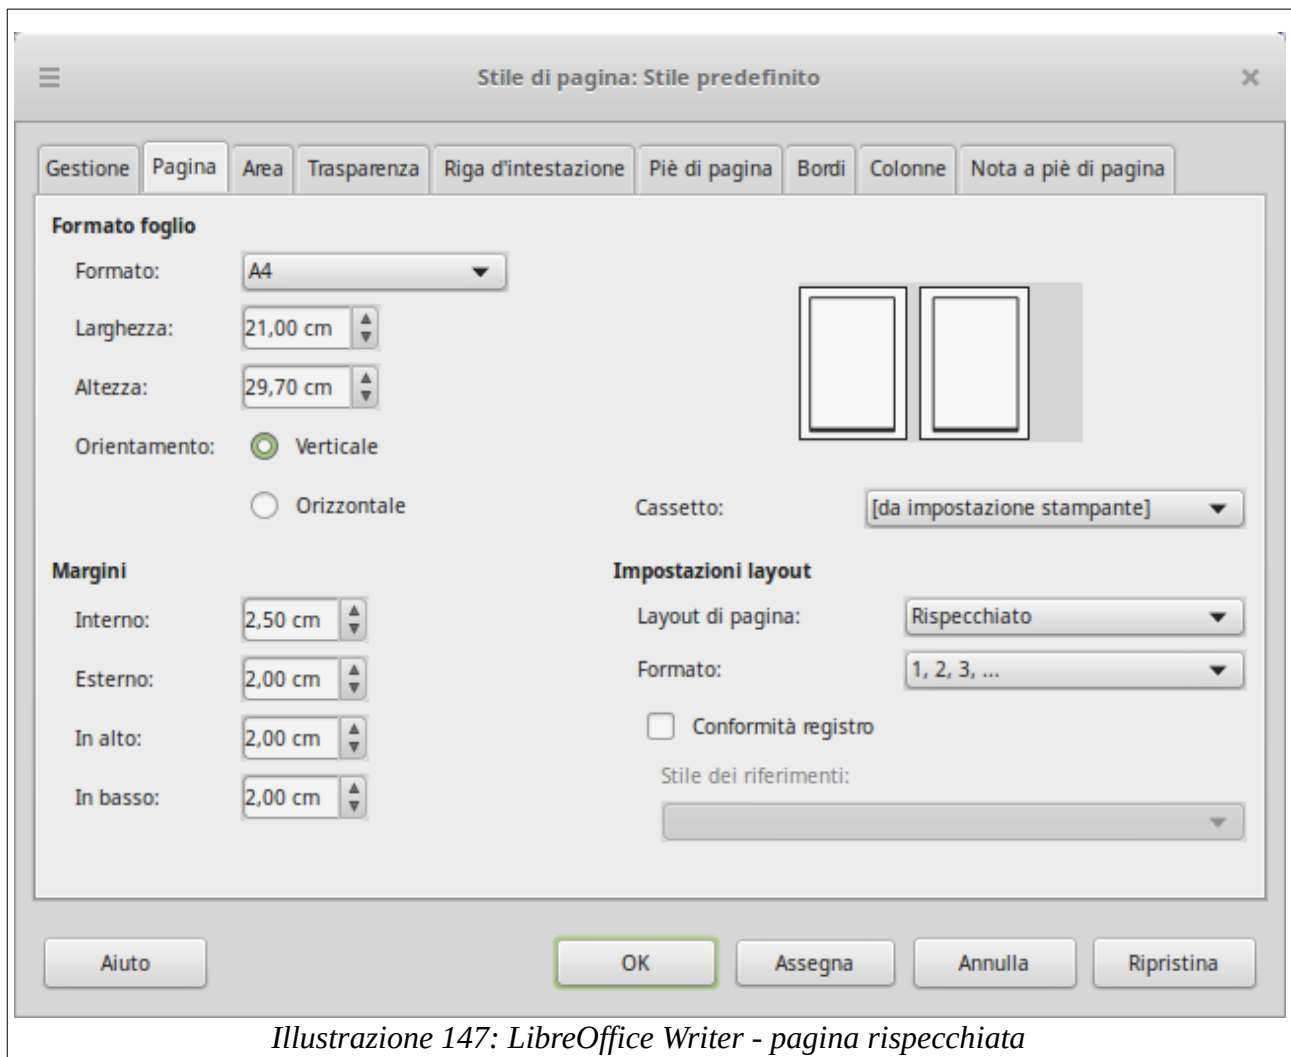 Stile di pagina: Stile predefinito
Gestione Pagina Area Trasparenza Riga d'intestazione Piè di pagina Bordi Colonne Nota a piè di pagina
Formato foglio
Formato: A4
Larghezza: 21,00 cm
Altezza: 29,70 cm
Orientamento: Verticale
Orizzontale
Cassetto: [da impostazione stampante]
Margini
Interno: 2,50 cm
Esterno: 2,00 cm
In alto: 2,00 cm
In basso: 2,00 cm
Impostazioni layout
Layout di pagina: Rispecchiato
Formato: 1, 2, 3, ...
Conformità registro
Stile dei riferimenti:
Aiuto OK Assegna Annulla Ripristina
Illustrazione 147: LibreOffice Writer - pagina rispecchiata